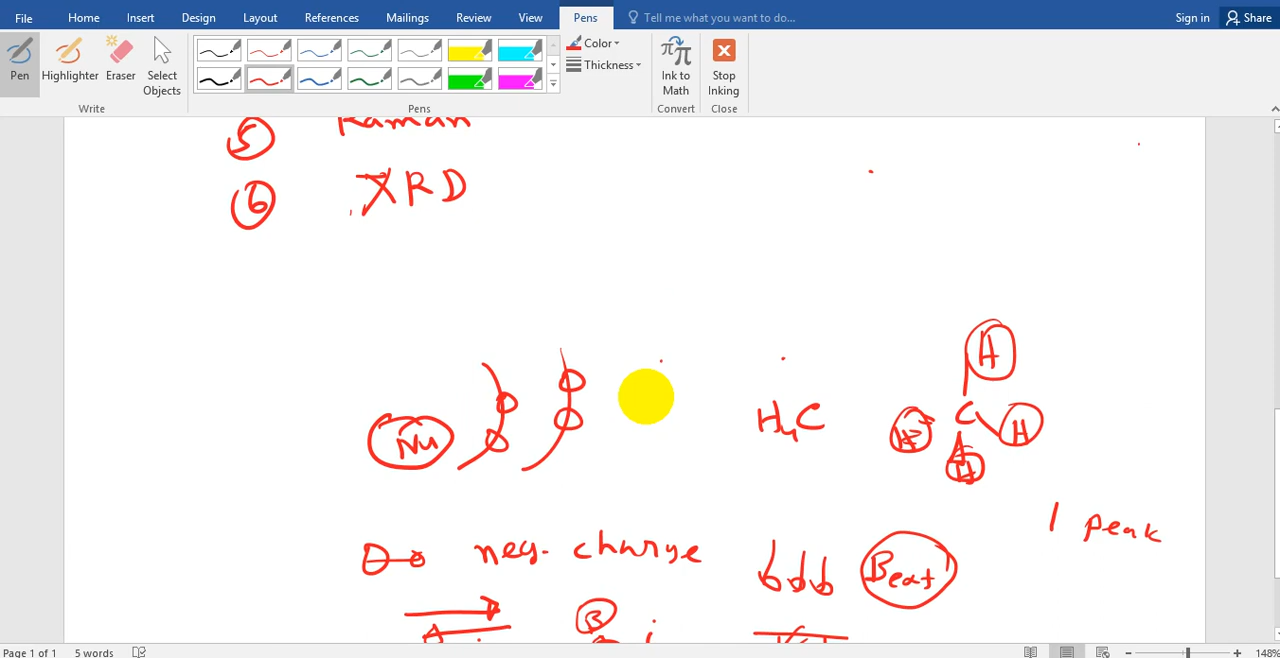 File Home Insert Design Layout References Mailings Review View Pens Tell me what you want to do... Sign in Share
Pen Highlighter Eraser Select Objects Color Thickness Ink to Math Stop Inking
Write Pens Convert Close
5 Raman
6 XRD
H
Nu H4C H C H
H
1 Peak
neg. charge Beat
B
Page 1 of 1 5 words 148%